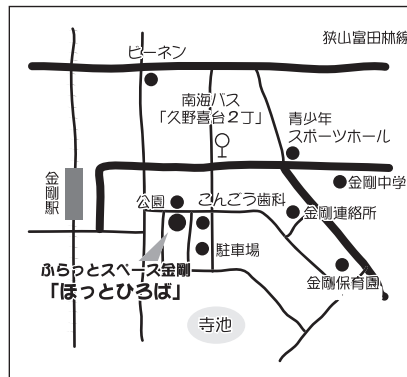 狭山富田林線
ビーネン
南海バス
「久野喜台2丁」
青少年
スポーツホール
金剛駅
金剛中学
公園
こんごう歯科
金剛連絡所
駐車場
ふらっとスペース金剛
「ほっとひろば」
金剛保育園
寺池